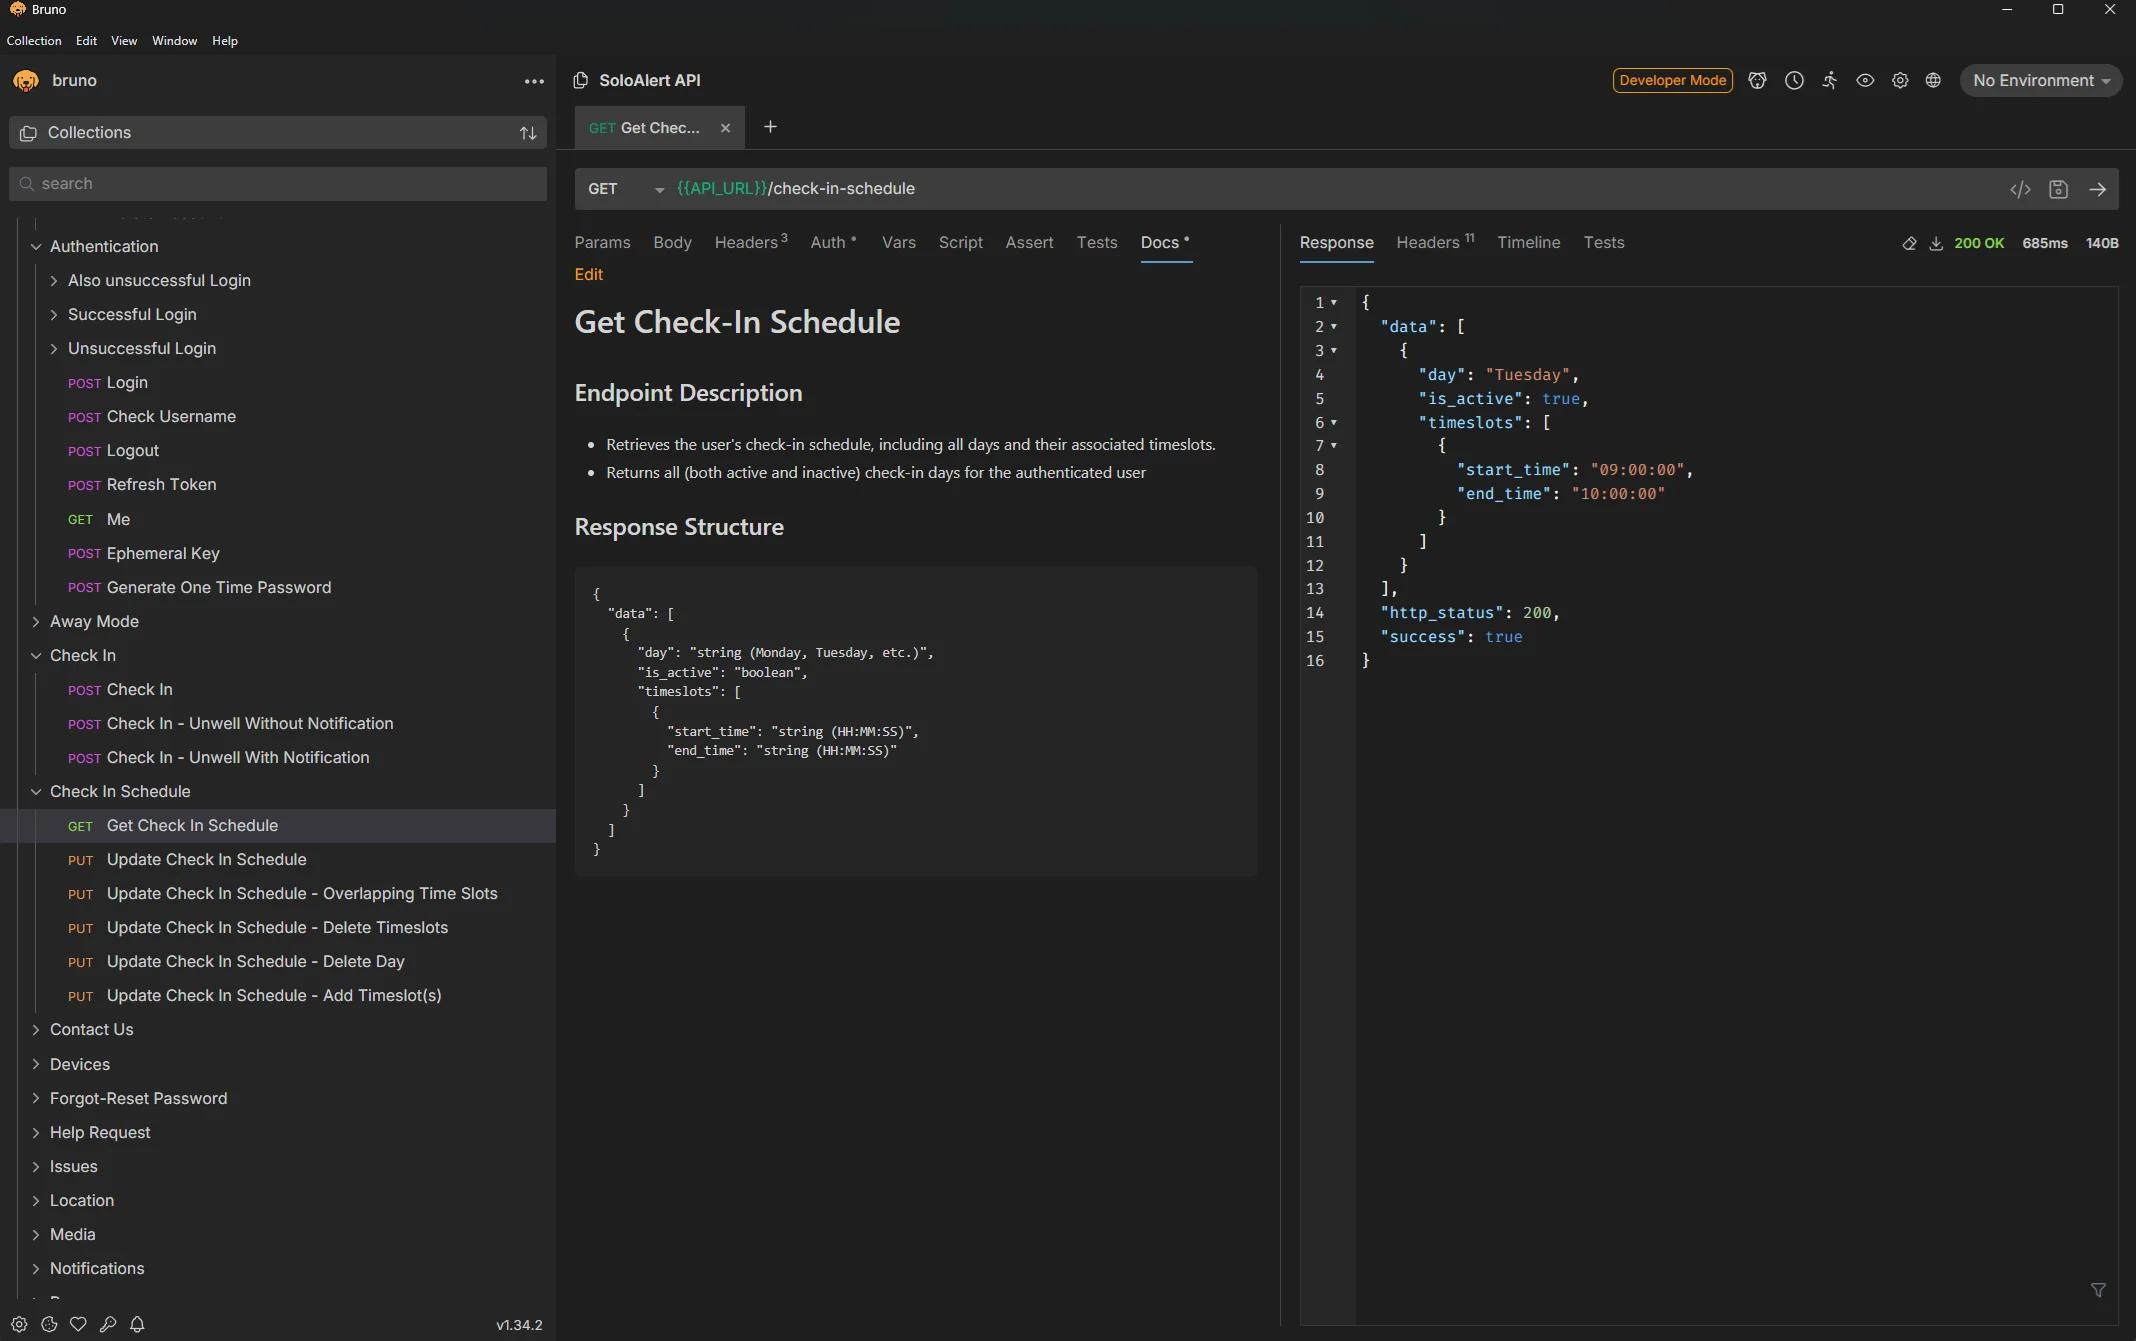 Bruno
Collection Edit View Window Help
bruno
Collections
search
Authentication
Also unsuccessful Login
Successful Login
Unsuccessful Login
POST Login
POST Check Username
POST Logout
POST Refresh Token
GET Me
POST Ephemeral Key
POST Generate One Time Password
Away Mode
Check In
POST Check In
POST Check In - Unwell Without Notification
POST Check In - Unwell With Notification
Check In Schedule
GET Get Check In Schedule
PUT Update Check In Schedule
PUT Update Check In Schedule - Overlapping Time Slots
PUT Update Check In Schedule - Delete Timeslots
PUT Update Check In Schedule - Delete Day
PUT Update Check In Schedule - Add Timeslot(s)
Contact Us
Devices
Forgot-Reset Password
Help Request
Issues
Location
Media
Notifications
v1.34.2
SoloAlert API
Developer Mode
No Environment
GET Get Chec...
GET {{API_URL}}/check-in-schedule
Params Body Headers 3 Auth • Vars Script Assert Tests Docs •
Edit
Get Check-In Schedule
Endpoint Description
• Retrieves the user's check-in schedule, including all days and their associated timeslots.
• Returns all (both active and inactive) check-in days for the authenticated user
Response Structure
{
"data": [
{
"day": "string (Monday, Tuesday, etc.)",
"is_active": "boolean",
"timeslots": [
{
"start_time": "string (HH:MM:SS)",
"end_time": "string (HH:MM:SS)"
}
]
}
]
}
Response Headers 11 Timeline Tests
200 OK 685ms 140B
1 {
2 "data": [
3 {
4 "day": "Tuesday",
5 "is_active": true,
6 "timeslots": [
7 {
8 "start_time": "09:00:00",
9 "end_time": "10:00:00"
10 }
11 ]
12 }
13 ],
14 "http_status": 200,
15 "success": true
16 }